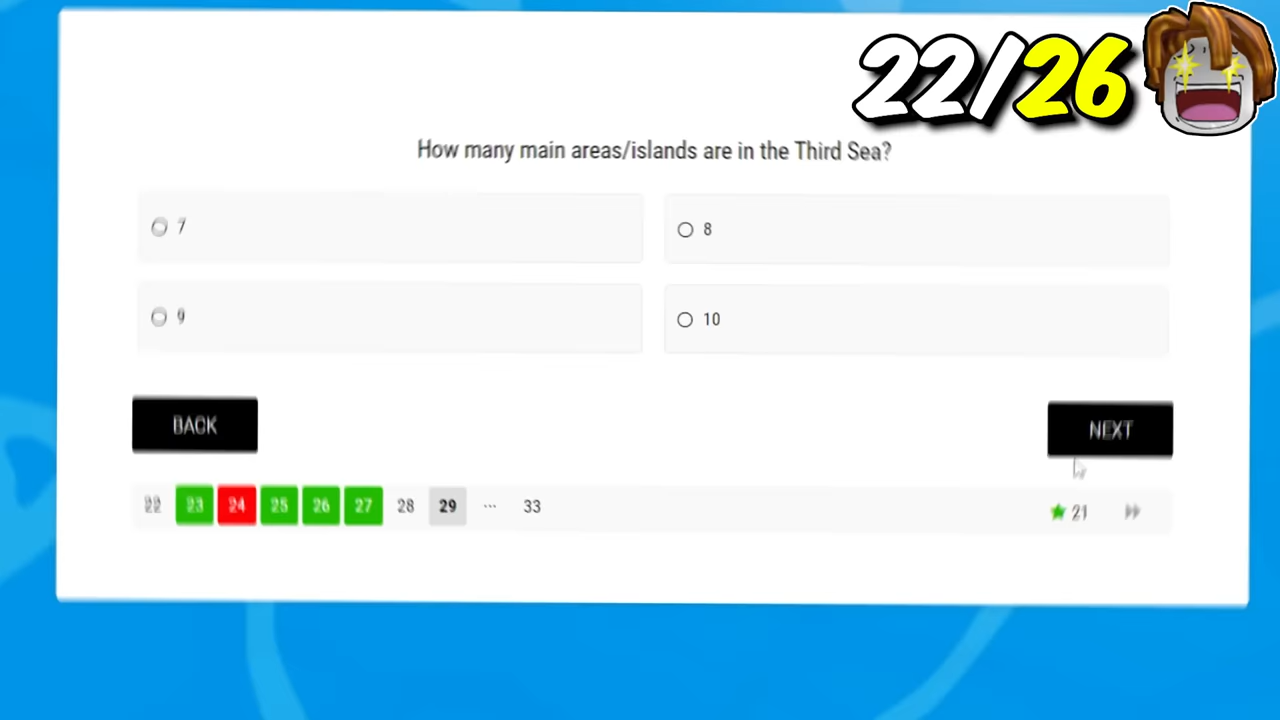 22/26
How many main areas/islands are in the Third Sea?
7
8
9
10
BACK
NEXT
22 23 24 25 26 27 28 29 ... 33
21